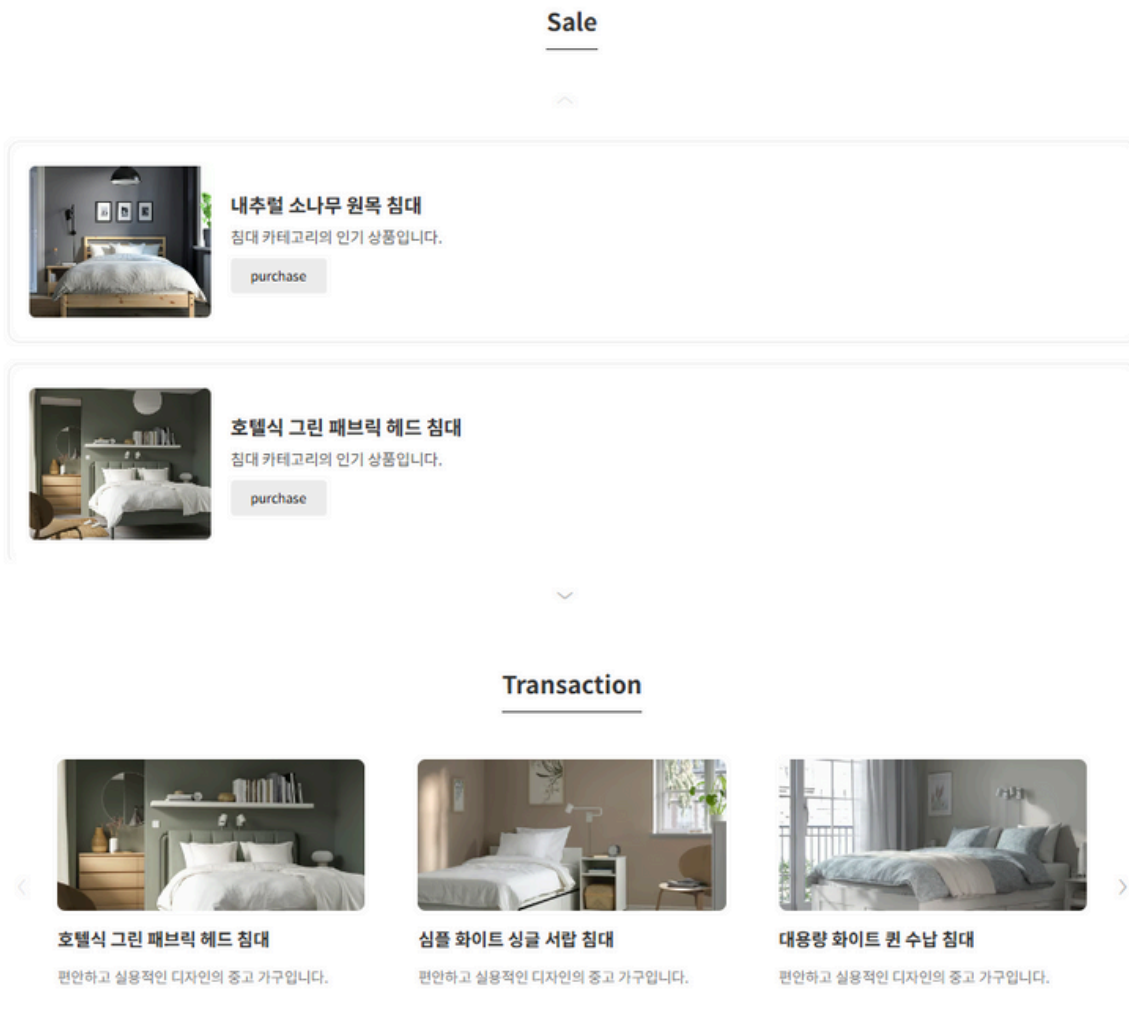 Sale
내추럴 소나무 원목 침대
침대 카테고리의 인기 상품입니다.
purchase
호텔식 그린 패브릭 헤드 침대
침대 카테고리의 인기 상품입니다.
purchase
Transaction
호텔식 그린 패브릭 헤드 침대
편안하고 실용적인 디자인의 중고 가구입니다.
심플 화이트 싱글 서랍 침대
편안하고 실용적인 디자인의 중고 가구입니다.
대용량 화이트 퀸 수납 침대
편안하고 실용적인 디자인의 중고 가구입니다.